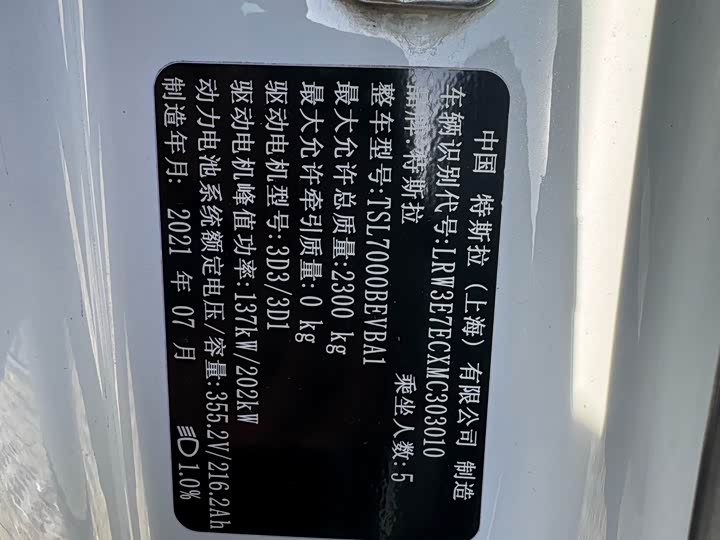 中国 特斯拉（上海）有限公司 制造
车辆识别代号:LRW3E7ECXMC303010
品牌:特斯拉 乘坐人数:5
整车型号:TSL7000BEVBA1
最大允许总质量:2300 kg
最大允许牵引质量:0 kg
驱动电机型号:3D3/3D1
驱动电机峰值功率:137kW/202kW
动力电池系统额定电压/容量:355.2V/216.2Ah
制造年月: 2021 年 07 月 1.0%